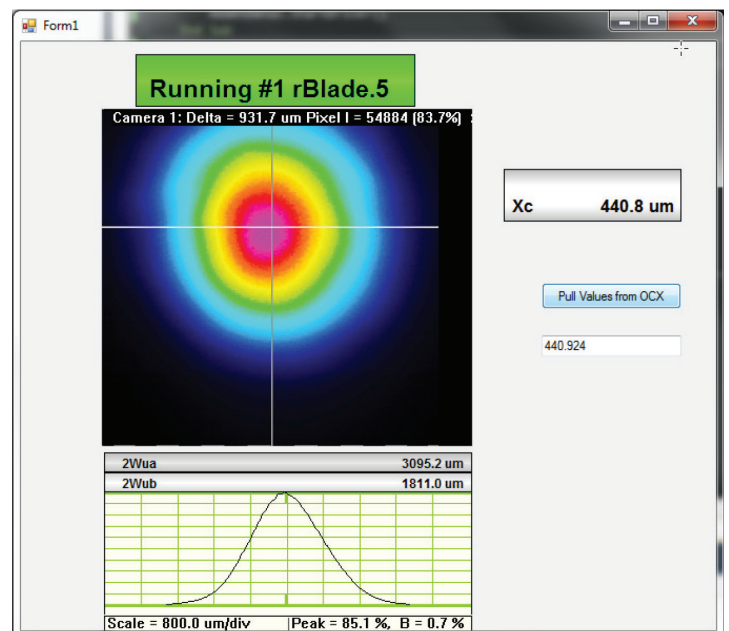 Form1
Running #1 rBlade.5
Camera 1: Delta = 931.7 um Pixel I = 54884 (83.7%)
Xc 440.8 um
Pull Values from OCX
440.924
2Wua 3095.2 um
2Wub 1811.0 um
Scale = 800.0 um/div Peak = 85.1 %, B = 0.7 %